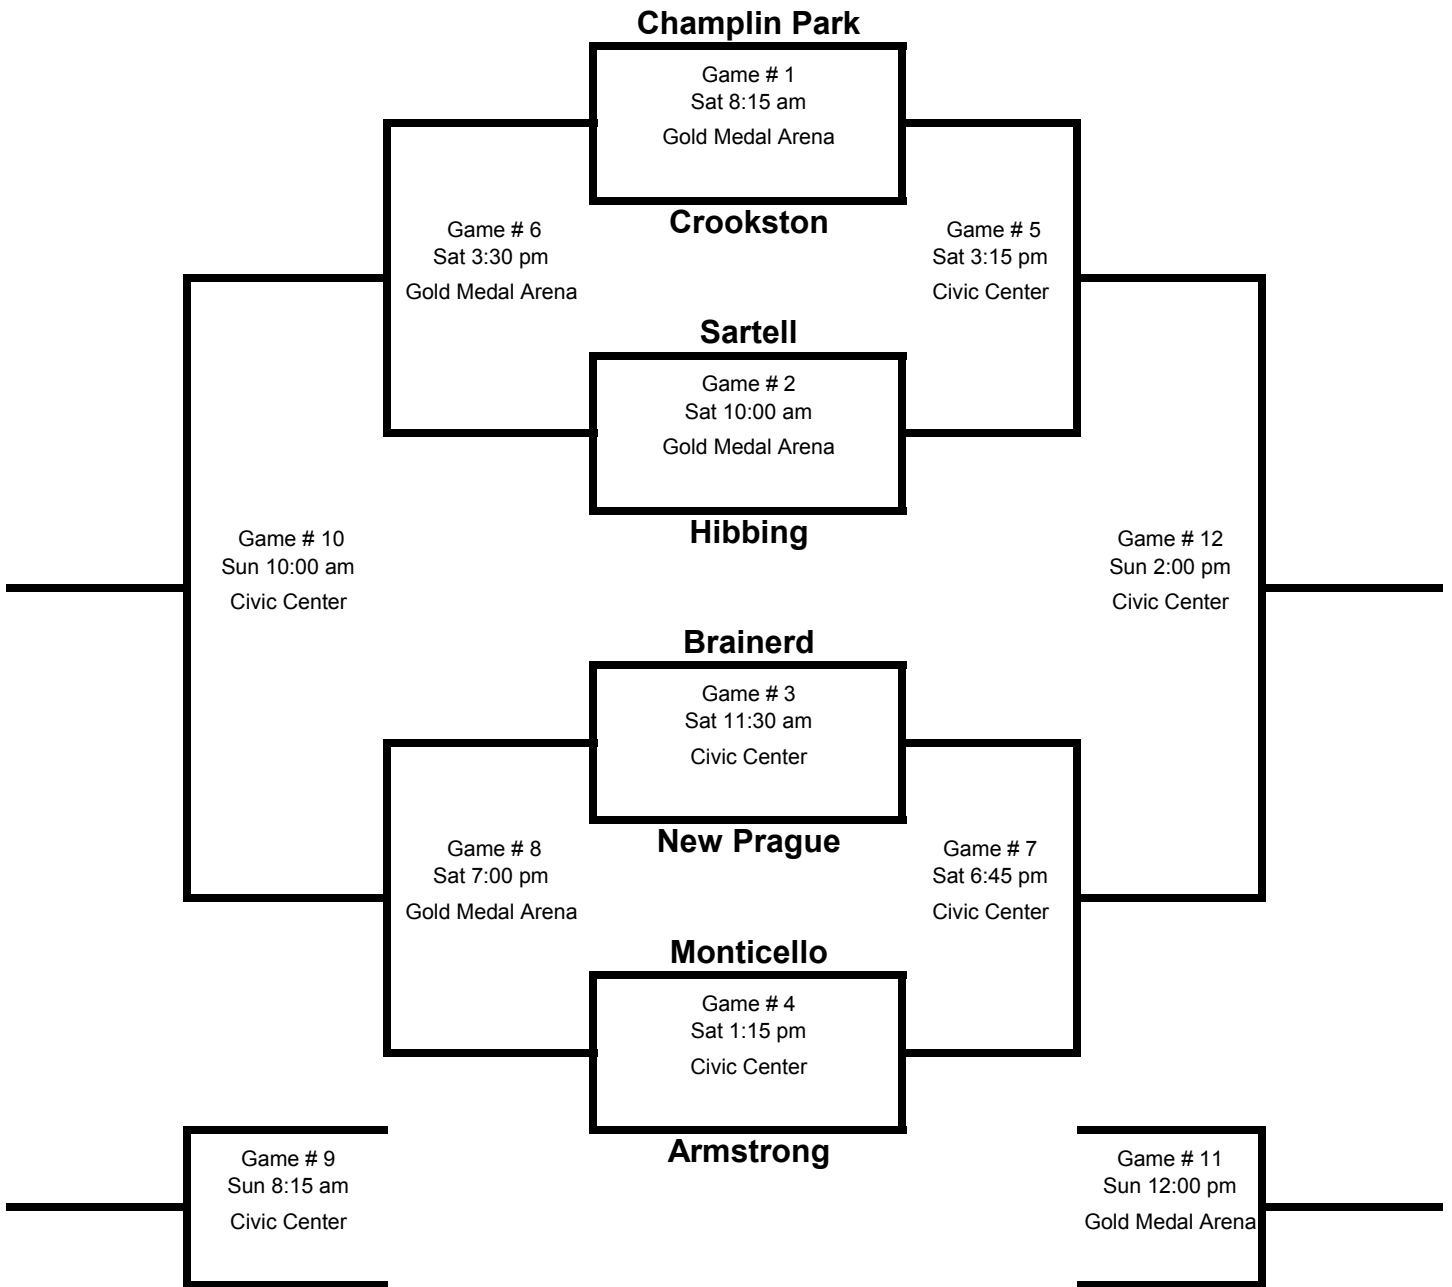 Champlin Park
Game # 1
Sat 8:15 am
Gold Medal Arena
Crookston
Game # 6
Sat 3:30 pm
Gold Medal Arena
Game # 5
Sat 3:15 pm
Civic Center
Sartell
Game # 2
Sat 10:00 am
Gold Medal Arena
Hibbing
Game # 10
Sun 10:00 am
Civic Center
Game # 12
Sun 2:00 pm
Civic Center
Brainerd
Game # 3
Sat 11:30 am
Civic Center
New Prague
Game # 8
Sat 7:00 pm
Gold Medal Arena
Game # 7
Sat 6:45 pm
Civic Center
Monticello
Game # 4
Sat 1:15 pm
Civic Center
Armstrong
Game # 9
Sun 8:15 am
Civic Center
Game # 11
Sun 12:00 pm
Gold Medal Arena